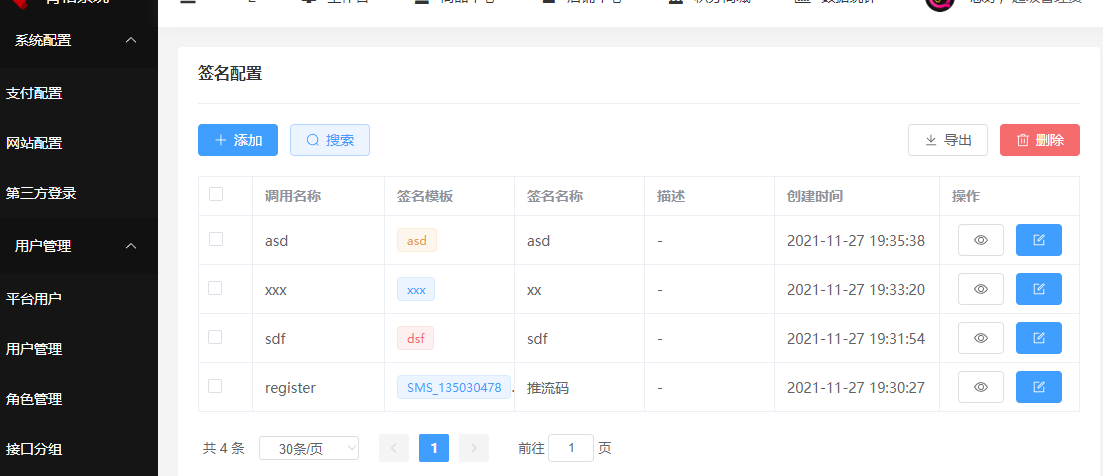 系统配置
支付配置
网站配置
第三方登录
用户管理
平台用户
用户管理
角色管理
接口分组
签名配置
添加 搜索 导出 删除
调用名称 签名模板 签名名称 描述 创建时间 操作
asd asd asd - 2021-11-27 19:35:38
xxx xxx xx - 2021-11-27 19:33:20
sdf dsf sdf - 2021-11-27 19:31:54
register SMS_135030478 . 推流码 - 2021-11-27 19:30:27
共 4 条 30条/页 1 前往 1 页